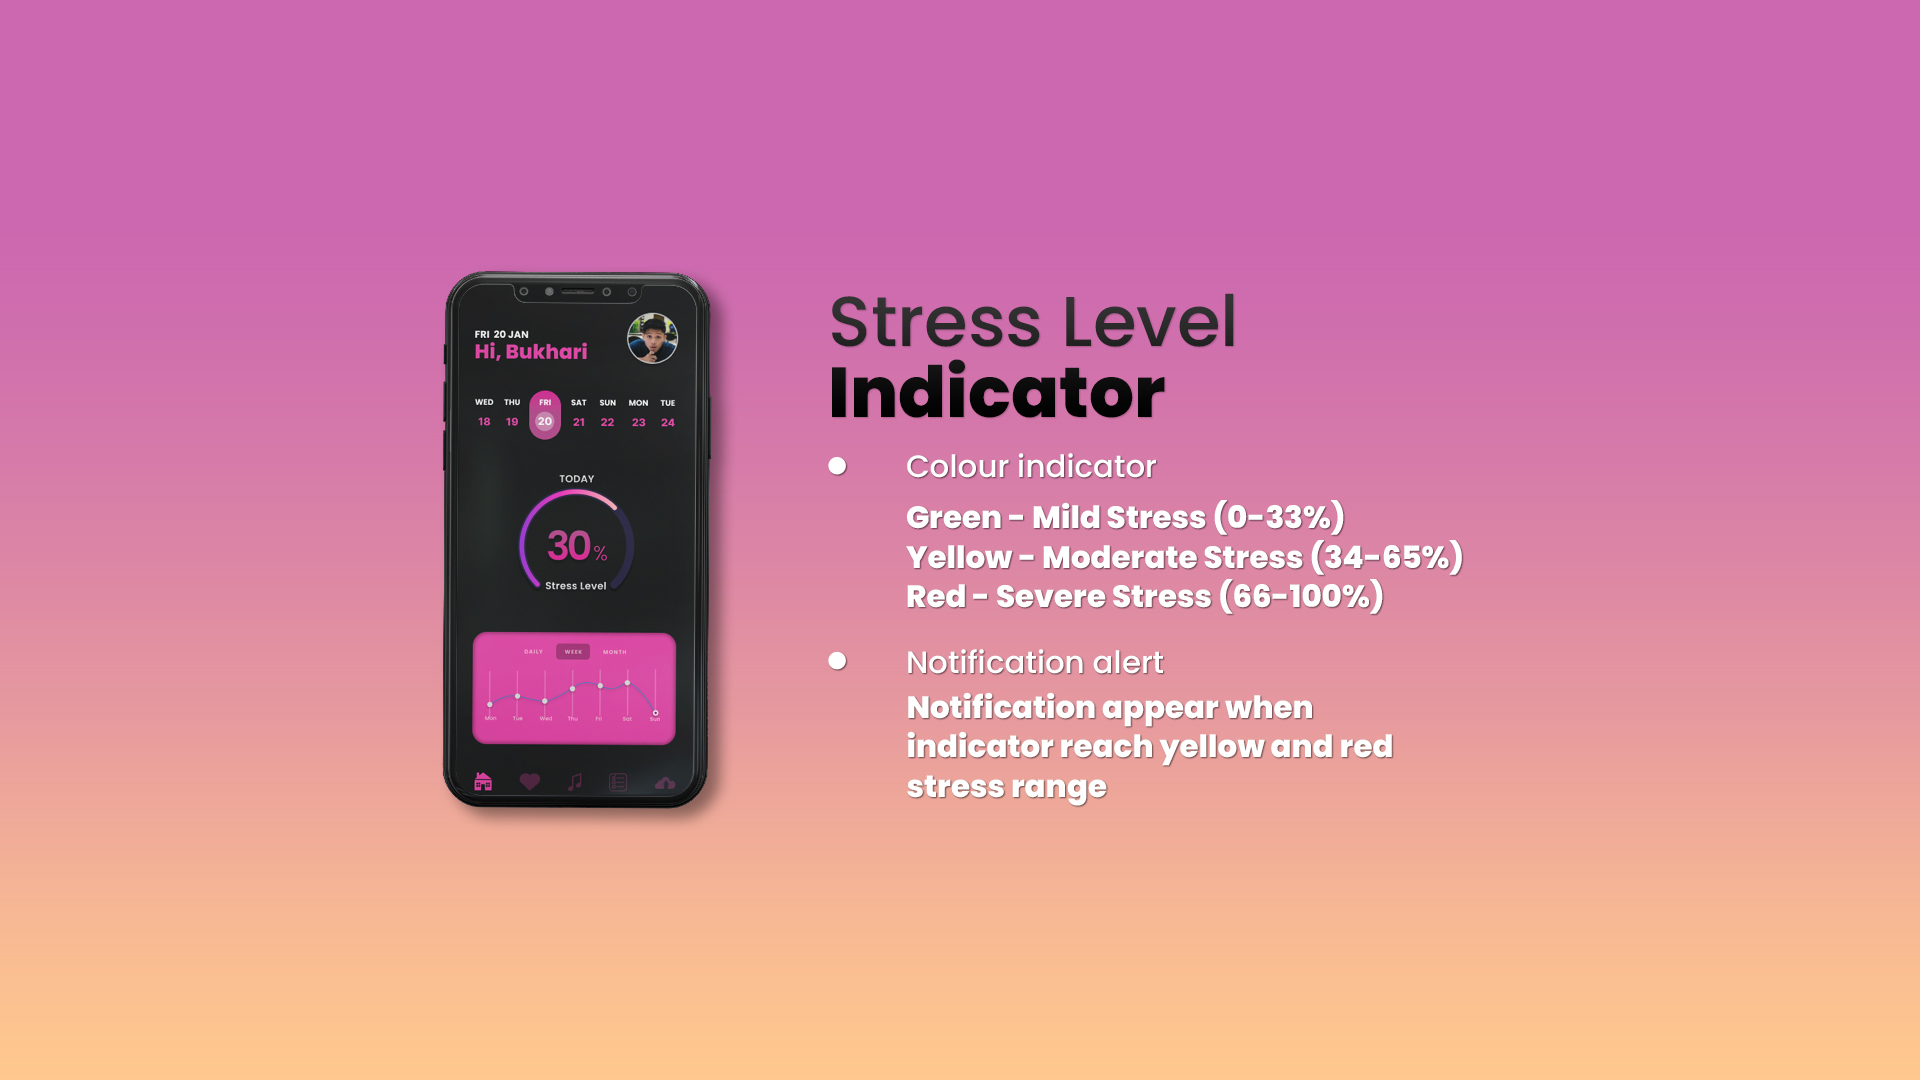 FRI 20 JAN
Hi, Bukhari
WED THU FRI SAT SUN MON TUE
18 19 20 21 22 23 24
TODAY
30%
Stress Level
DAILY WEEK MONTH
Mon Tue Wed Thu Fri Sat Sun
Stress Level
Indicator
Colour indicator
Green - Mild Stress (0-33%)
Yellow - Moderate Stress (34-65%)
Red - Severe Stress (66-100%)
Notification alert
Notification appear when
indicator reach yellow and red
stress range